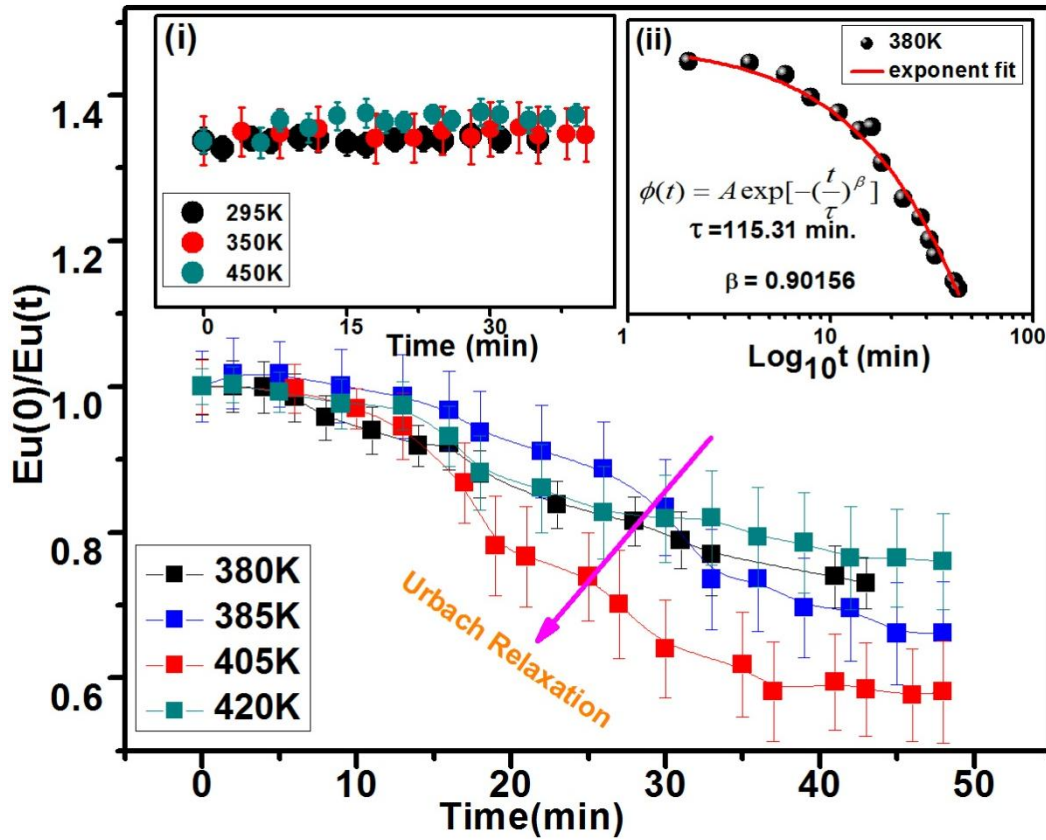 Eu(0)/Eu(t)
1.4
1.2
1.0
0.8
0.6
(i)
295K
350K
450K
0 15 30
Time (min)
(ii)
380K
exponent fit
ϕ(t) = A exp[-(t/τ)^β]
τ =115.31 min.
β = 0.90156
1 10 100
Log₁₀t (min)
Urbach Relaxation
380K
385K
405K
420K
0 10 20 30 40 50
Time(min)